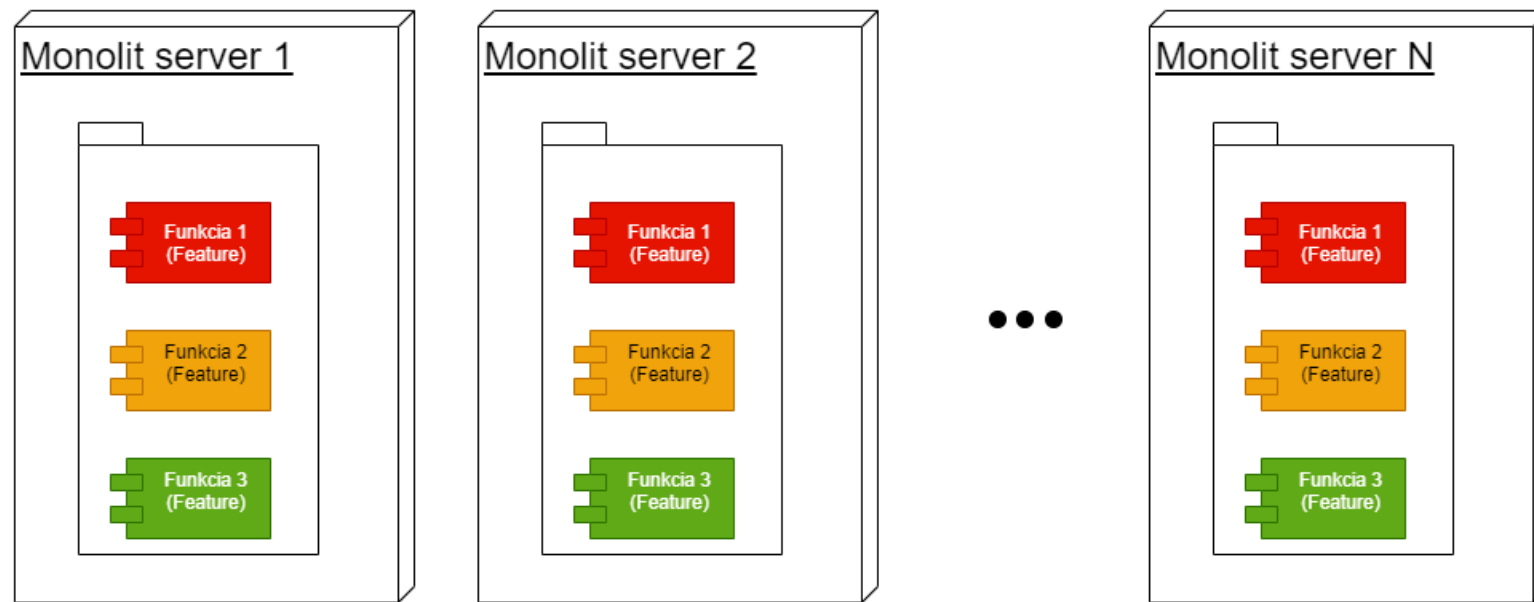 Monolit server 1
Funkcia 1
(Feature)
Funkcia 2
(Feature)
Funkcia 3
(Feature)
Monolit server 2
Funkcia 1
(Feature)
Funkcia 2
(Feature)
Funkcia 3
(Feature)
Monolit server N
Funkcia 1
(Feature)
Funkcia 2
(Feature)
Funkcia 3
(Feature)